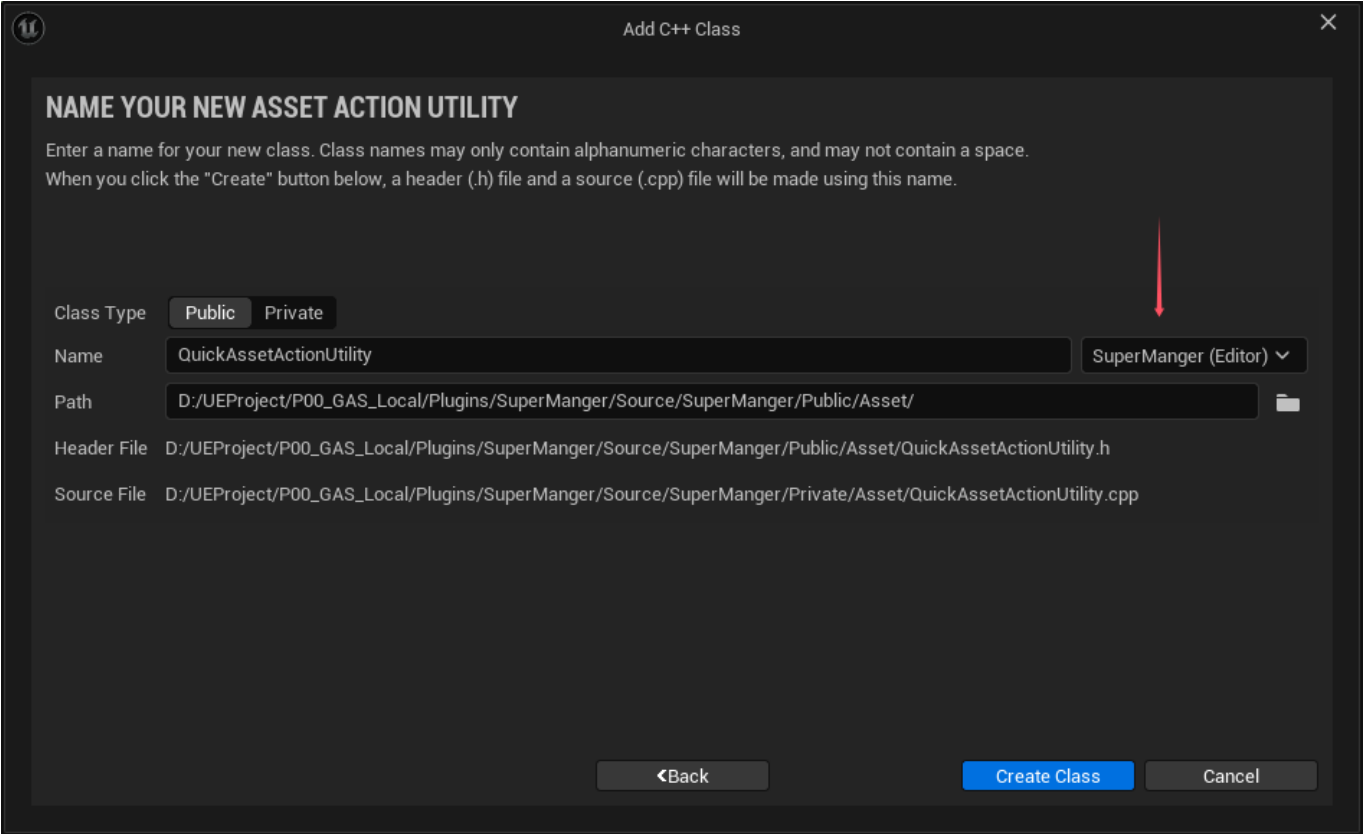 Add C++ Class
NAME YOUR NEW ASSET ACTION UTILITY
Enter a name for your new class. Class names may only contain alphanumeric characters, and may not contain a space.
When you click the "Create" button below, a header (.h) file and a source (.cpp) file will be made using this name.
Class Type Public Private
Name QuickAssetActionUtility SuperManger (Editor)
Path D:/UEProject/P00_GAS_Local/Plugins/SuperManger/Source/SuperManger/Public/Asset/
Header File D:/UEProject/P00_GAS_Local/Plugins/SuperManger/Source/SuperManger/Public/Asset/QuickAssetActionUtility.h
Source File D:/UEProject/P00_GAS_Local/Plugins/SuperManger/Source/SuperManger/Private/Asset/QuickAssetActionUtility.cpp
Back Create Class Cancel